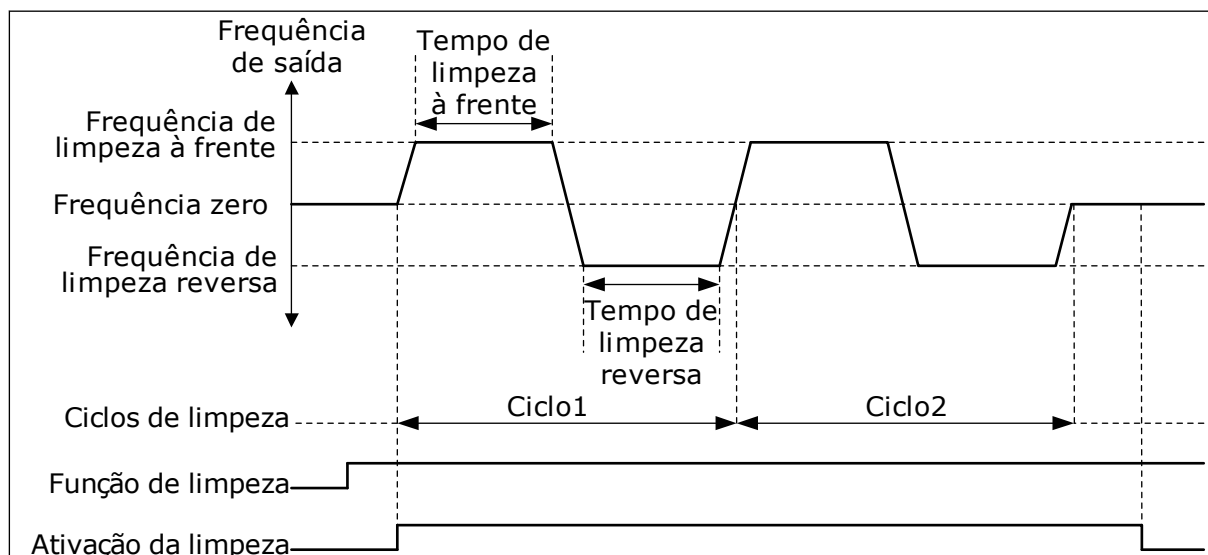 Frequência
de saída
Tempo de
limpeza
à frente
Frequência de
limpeza à frente
Frequência zero
Frequência de
limpeza reversa
Tempo de
limpeza
reversa
Ciclos de limpeza
Ciclo1
Ciclo2
Função de limpeza
Ativação da limpeza